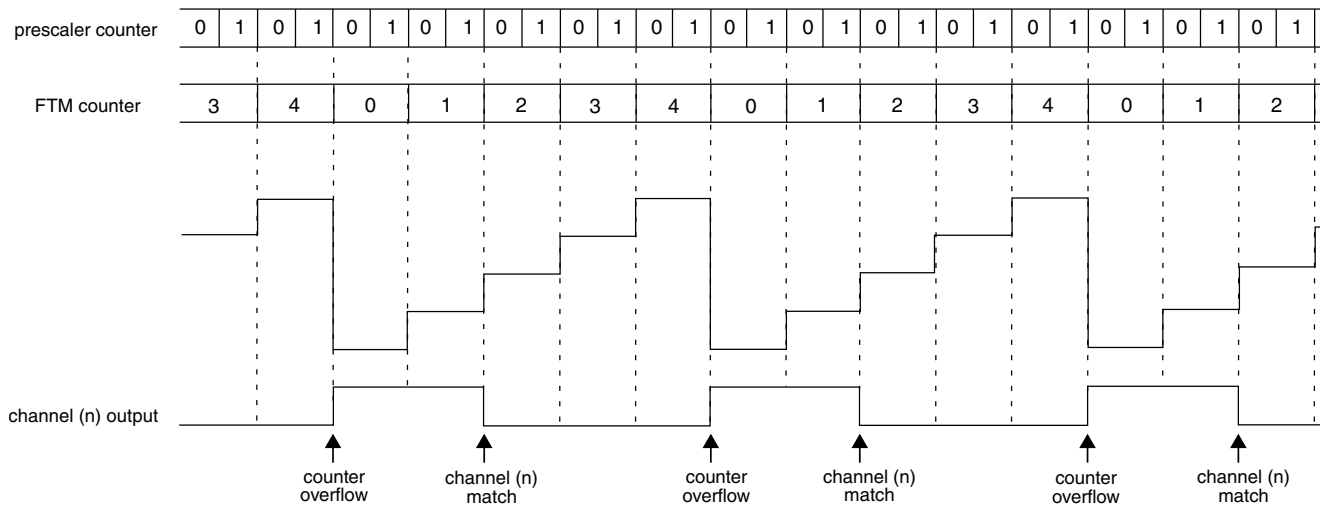 prescaler counter 0 1 0 1 0 1 0 1 0 1 0 1 0 1 0 1 0 1 0 1 0 1 0 1 0 1 0 1 0 1
FTM counter 3 4 0 1 2 3 4 0 1 2 3 4 0 1 2
channel (n) output
counter overflow
channel (n) match
counter overflow
channel (n) match
counter overflow
channel (n) match